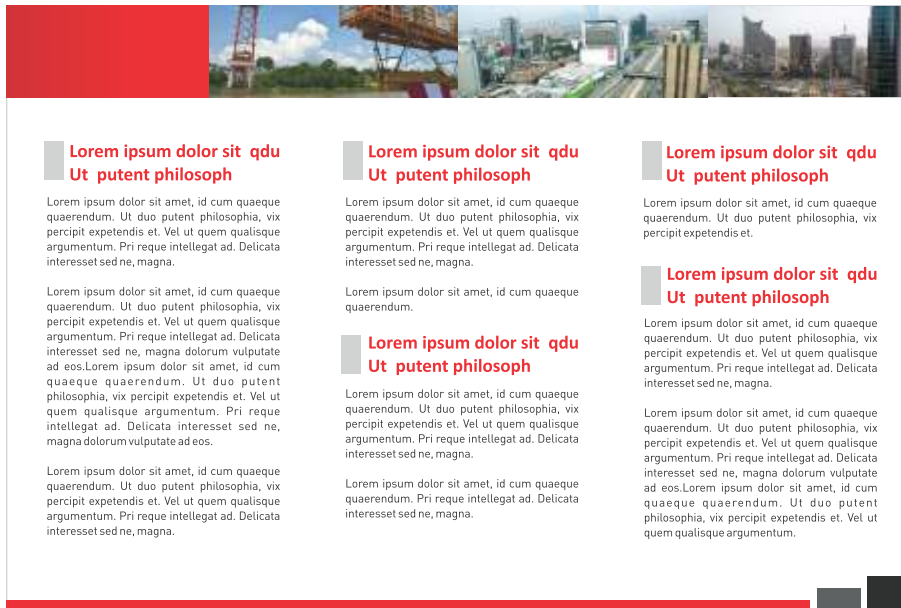 Lorem ipsum dolor sit qdu
Ut putent philosoph
Lorem ipsum dolor sit amet, id cum quaeque
quaerendum. Ut duo putent philosophia, vix
percipit expetendis et. Vel ut quem qualisque
argumentum. Pri reque intellegat ad. Delicata
interesset sed ne, magna.
Lorem ipsum dolor sit amet, id cum quaeque
quaerendum. Ut duo putent philosophia, vix
percipit expetendis et. Vel ut quem qualisque
argumentum. Pri reque intellegat ad. Delicata
interesset sed ne, magna dolorum vulputate
ad eos.Lorem ipsum dolor sit amet, id cum
quaeque quaerendum. Ut duo putent
philosophia, vix percipit expetendis et. Vel ut
quem qualisque argumentum. Pri reque
intellegat ad. Delicata interesset sed ne,
magna dolorum vulputate ad eos.
Lorem ipsum dolor sit amet, id cum quaeque
quaerendum. Ut duo putent philosophia, vix
percipit expetendis et. Vel ut quem qualisque
argumentum. Pri reque intellegat ad. Delicata
interesset sed ne, magna.
Lorem ipsum dolor sit qdu
Ut putent philosoph
Lorem ipsum dolor sit amet, id cum quaeque
quaerendum. Ut duo putent philosophia, vix
percipit expetendis et. Vel ut quem qualisque
argumentum. Pri reque intellegat ad. Delicata
interesset sed ne, magna.
Lorem ipsum dolor sit amet, id cum quaeque
quaerendum.
Lorem ipsum dolor sit qdu
Ut putent philosoph
Lorem ipsum dolor sit amet, id cum quaeque
quaerendum. Ut duo putent philosophia, vix
percipit expetendis et. Vel ut quem qualisque
argumentum. Pri reque intellegat ad. Delicata
interesset sed ne, magna.
Lorem ipsum dolor sit amet, id cum quaeque
quaerendum. Pri reque intellegat ad. Delicata
interesset sed ne, magna.
Lorem ipsum dolor sit qdu
Ut putent philosoph
Lorem ipsum dolor sit amet, id cum quaeque
quaerendum. Ut duo putent philosophia, vix
percipit expetendis et.
Lorem ipsum dolor sit qdu
Ut putent philosoph
Lorem ipsum dolor sit amet, id cum quaeque
quaerendum. Ut duo putent philosophia, vix
percipit expetendis et. Vel ut quem qualisque
argumentum. Pri reque intellegat ad. Delicata
interesset sed ne, magna.
Lorem ipsum dolor sit amet, id cum quaeque
quaerendum. Ut duo putent philosophia, vix
percipit expetendis et. Vel ut quem qualisque
argumentum. Pri reque intellegat ad. Delicata
interesset sed ne, magna dolorum vulputate
ad eos.Lorem ipsum dolor sit amet, id cum
quaeque quaerendum. Ut duo putent
philosophia, vix percipit expetendis et. Vel ut
quem qualisque argumentum.